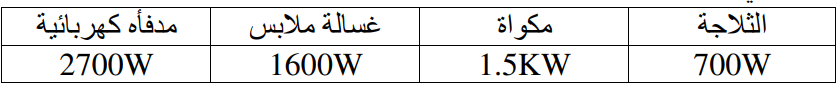 الثلاجة مكواة غسالة ملابس مدفأه كهربائية
700W 1.5KW 1600W 2700W